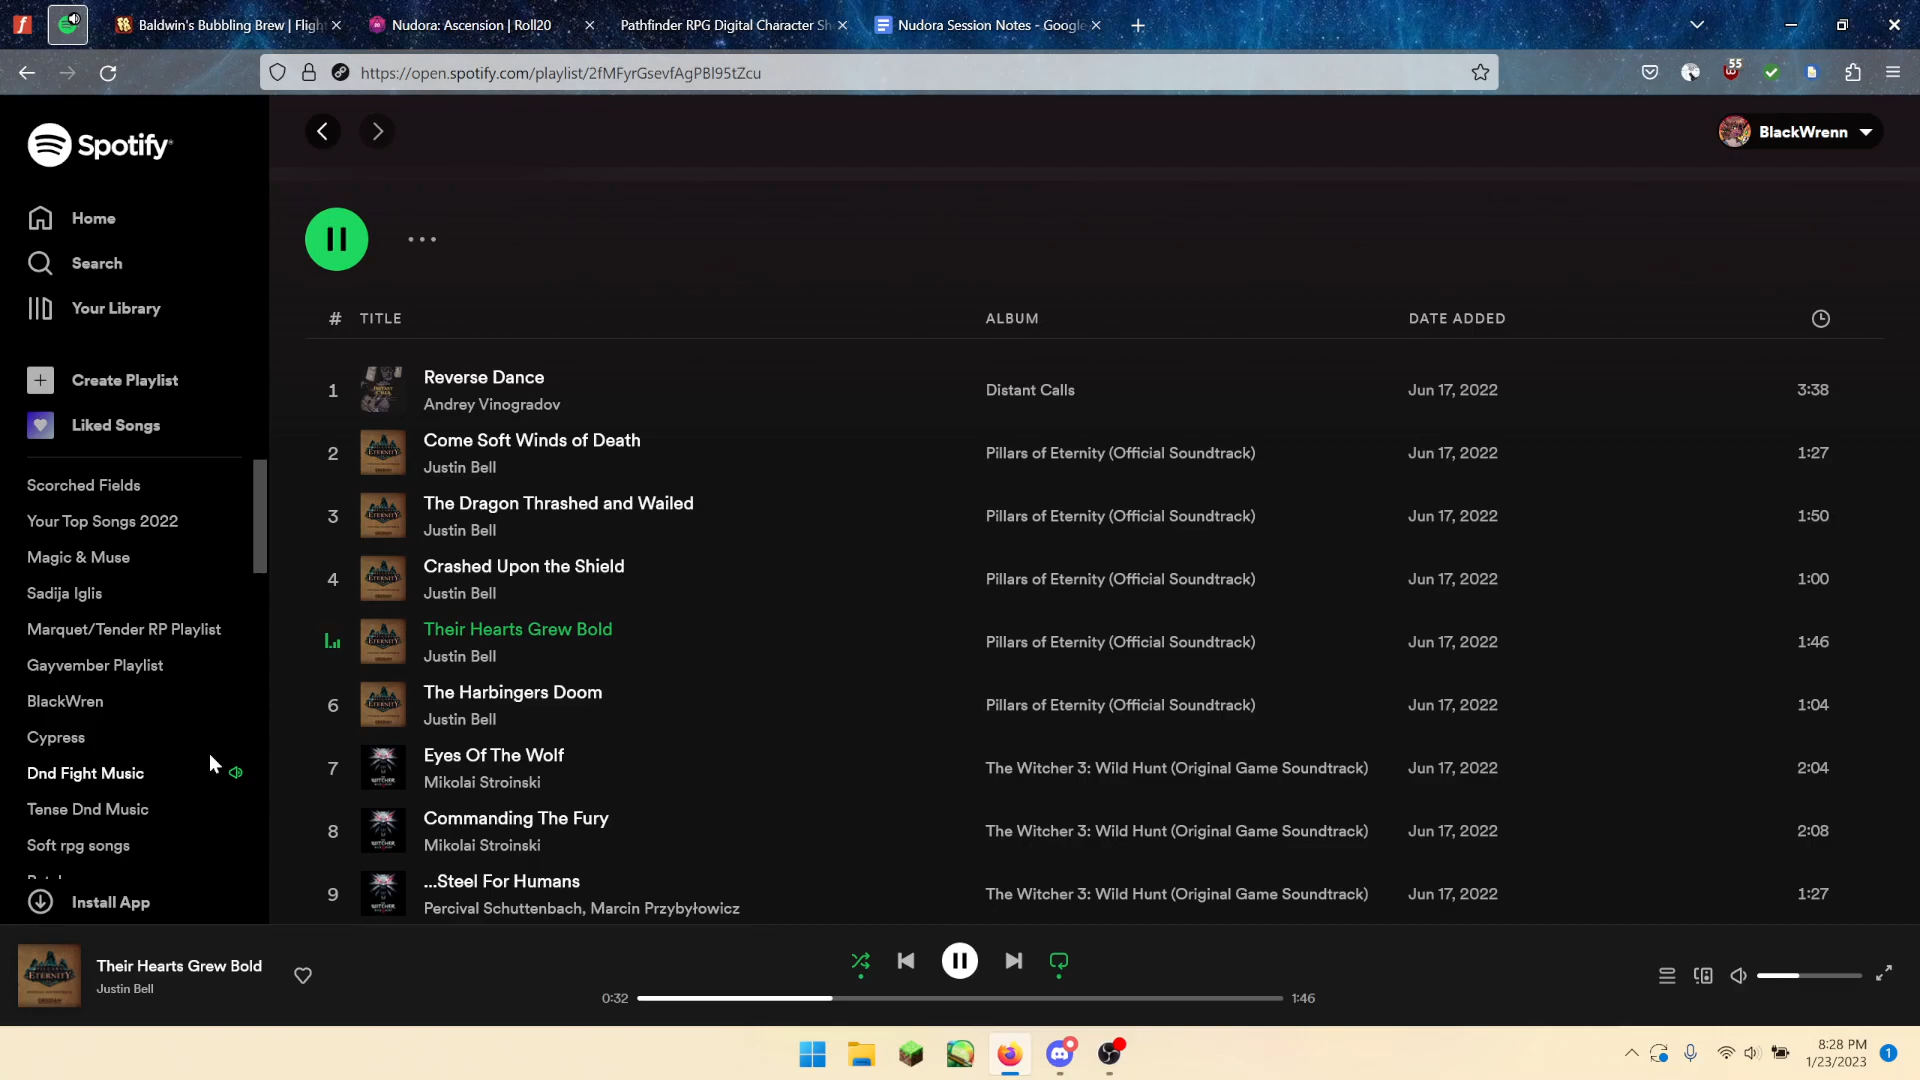 Baldwin's Bubbling Brew | Fligh
Nudora: Ascension | Roll20
Pathfinder RPG Digital Character Sh
Nudora Session Notes - Google
https://open.spotify.com/playlist/2fMFyrGsevfAgPBl95tZcu
55
Spotify
BlackWrenn
Home
Search
Your Library
Create Playlist
Liked Songs
Scorched Fields
Your Top Songs 2022
Magic & Muse
Sadija Iglis
Marquet/Tender RP Playlist
Gayvember Playlist
BlackWren
Cypress
Dnd Fight Music
Tense Dnd Music
Soft rpg songs
Install App
# TITLE ALBUM DATE ADDED
1 Reverse Dance Distant Calls Jun 17, 2022 3:38
Andrey Vinogradov
2 Come Soft Winds of Death Pillars of Eternity (Official Soundtrack) Jun 17, 2022 1:27
Justin Bell
3 The Dragon Thrashed and Wailed Pillars of Eternity (Official Soundtrack) Jun 17, 2022 1:50
Justin Bell
4 Crashed Upon the Shield Pillars of Eternity (Official Soundtrack) Jun 17, 2022 1:00
Justin Bell
Their Hearts Grew Bold Pillars of Eternity (Official Soundtrack) Jun 17, 2022 1:46
Justin Bell
6 The Harbingers Doom Pillars of Eternity (Official Soundtrack) Jun 17, 2022 1:04
Justin Bell
7 Eyes Of The Wolf The Witcher 3: Wild Hunt (Original Game Soundtrack) Jun 17, 2022 2:04
Mikolai Stroinski
8 Commanding The Fury The Witcher 3: Wild Hunt (Original Game Soundtrack) Jun 17, 2022 2:08
Mikolai Stroinski
9 ...Steel For Humans The Witcher 3: Wild Hunt (Original Game Soundtrack) Jun 17, 2022 1:27
Percival Schuttenbach, Marcin Przybyłowicz
Their Hearts Grew Bold
Justin Bell
0:32 1:46
8:28 PM
1/23/2023
1